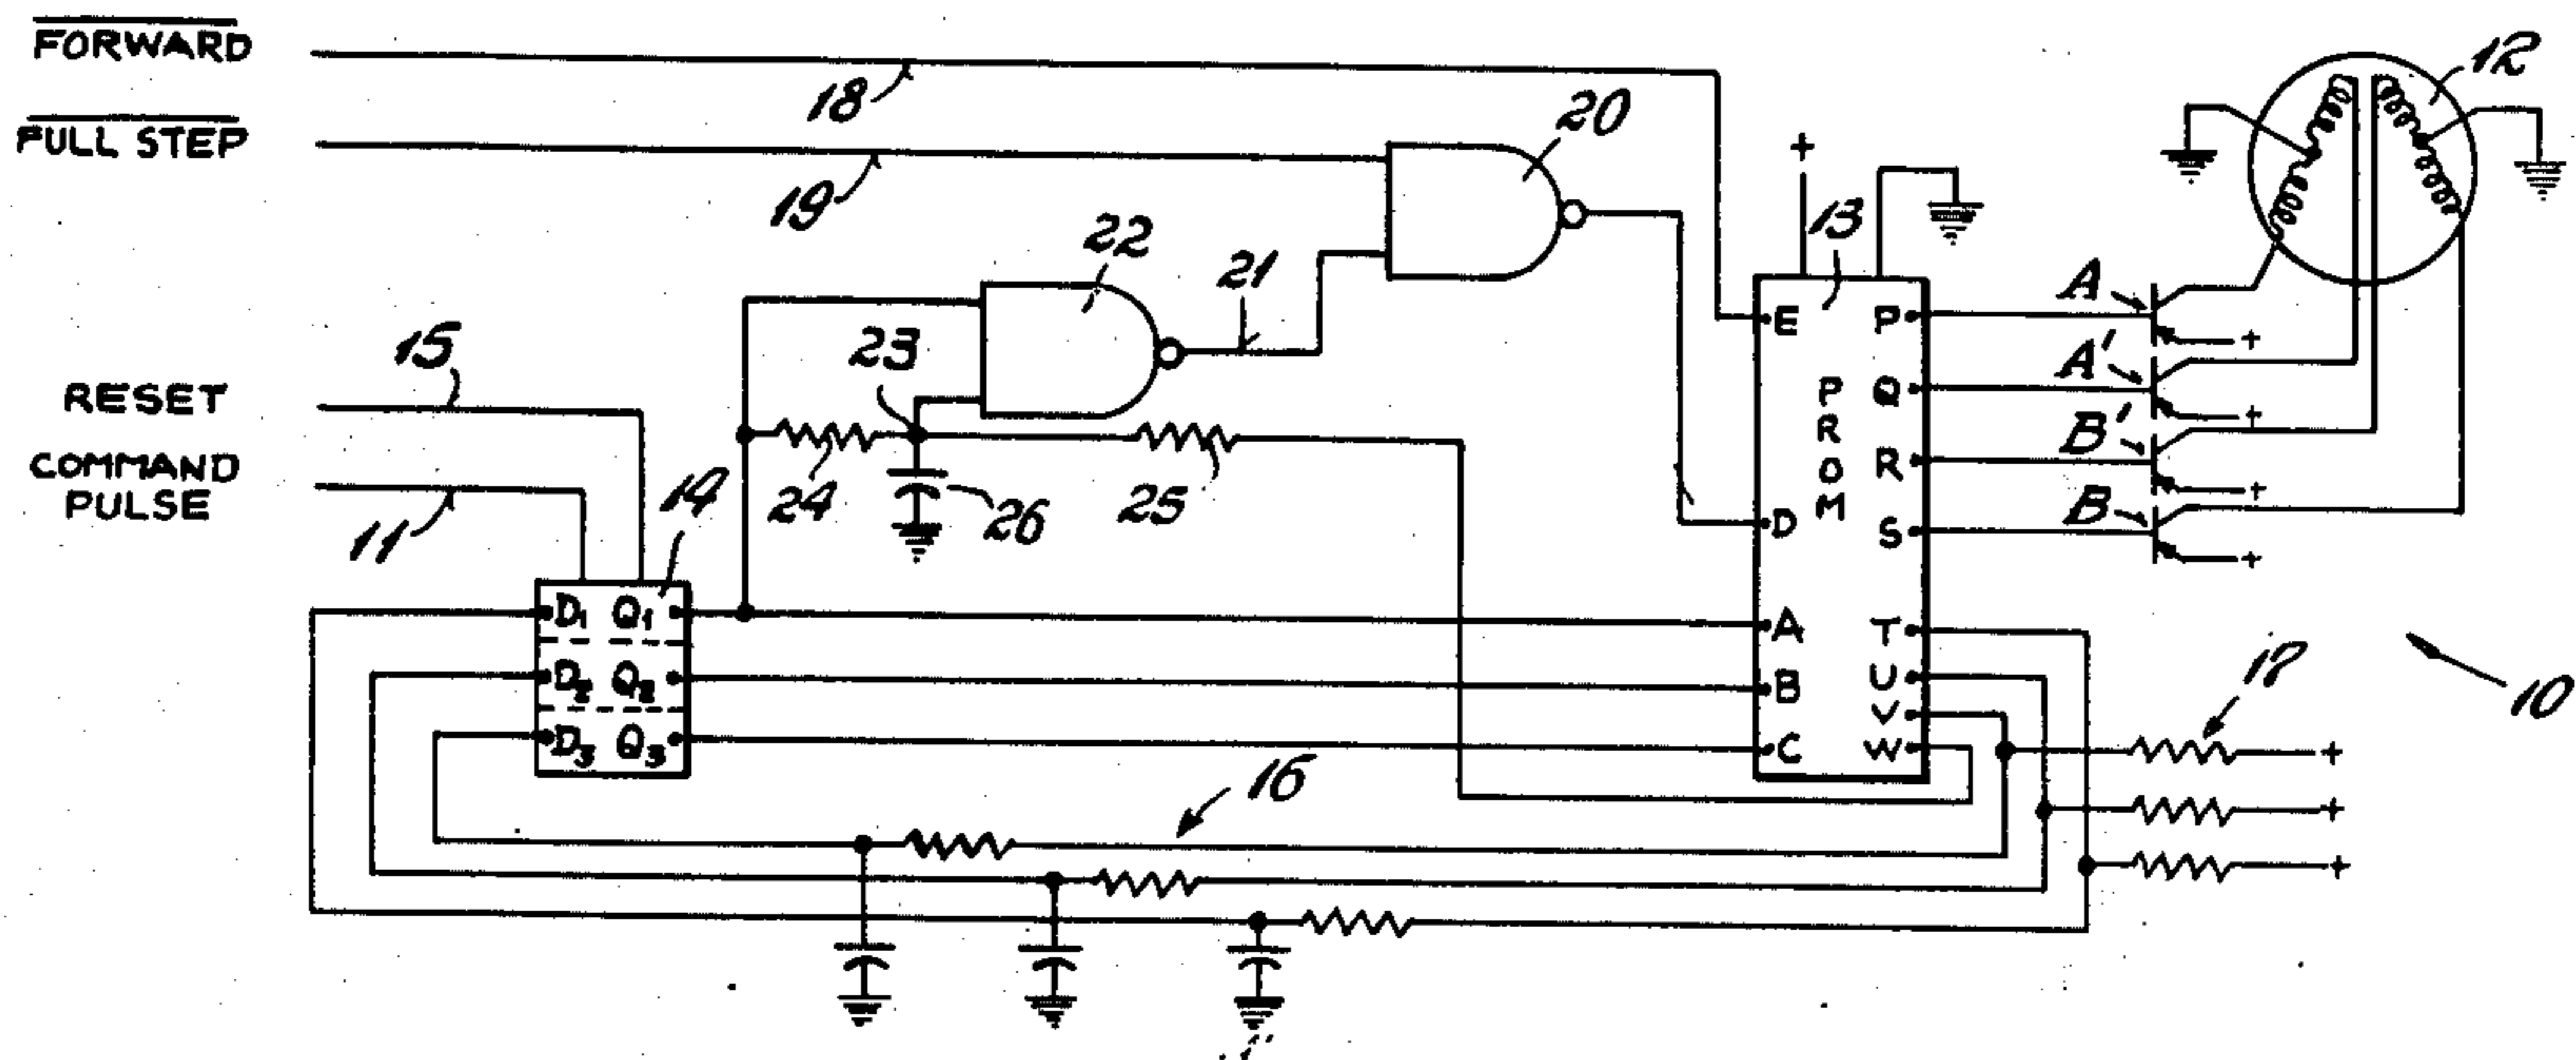 FORWARD
FULL STEP
RESET
COMMAND
PULSE
18
19
15
11
14
20
22
21
23
24
25
26
16
17
13
12
10
D1 Q1
D2 Q2
D3 Q3
E
D
A
B
C
PROM
P
Q
R
S
T
U
V
W
A
A'
B'
B
+
+
+
+
+
+
+
+